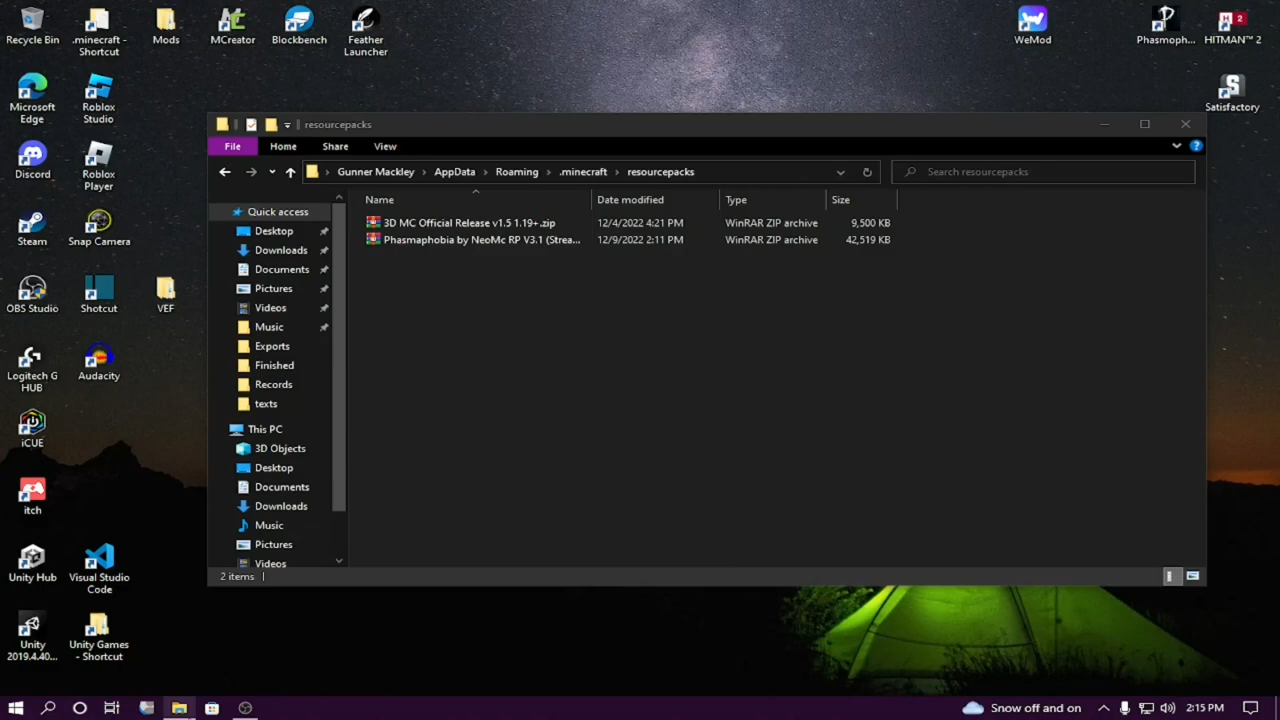 Recycle Bin
.minecraft - Shortcut
Mods
MCreator
Blockbench
Feather Launcher
WeMod
Phasmoph...
HITMAN™ 2
Microsoft Edge
Roblox Studio
Satisfactory
Discord
Roblox Player
Steam
Snap Camera
OBS Studio
Shotcut
VEF
Logitech G HUB
Audacity
iCUE
itch
Unity Hub
Visual Studio Code
Unity 2019.4.40...
Unity Games - Shortcut
resourcepacks
File Home Share View
Gunner Mackley > AppData > Roaming > .minecraft > resourcepacks
Search resourcepacks
Name Date modified Type Size
3D MC Official Release v1.5 1.19+.zip 12/4/2022 4:21 PM WinRAR ZIP archive 9,500 KB
Phasmaphobia by NeoMc RP V3.1 (Strea... 12/9/2022 2:11 PM WinRAR ZIP archive 42,519 KB
Quick access
Desktop
Downloads
Documents
Pictures
Videos
Music
Exports
Finished
Records
texts
This PC
3D Objects
Desktop
Documents
Downloads
Music
Pictures
Videos
2 items
Snow off and on
2:15 PM